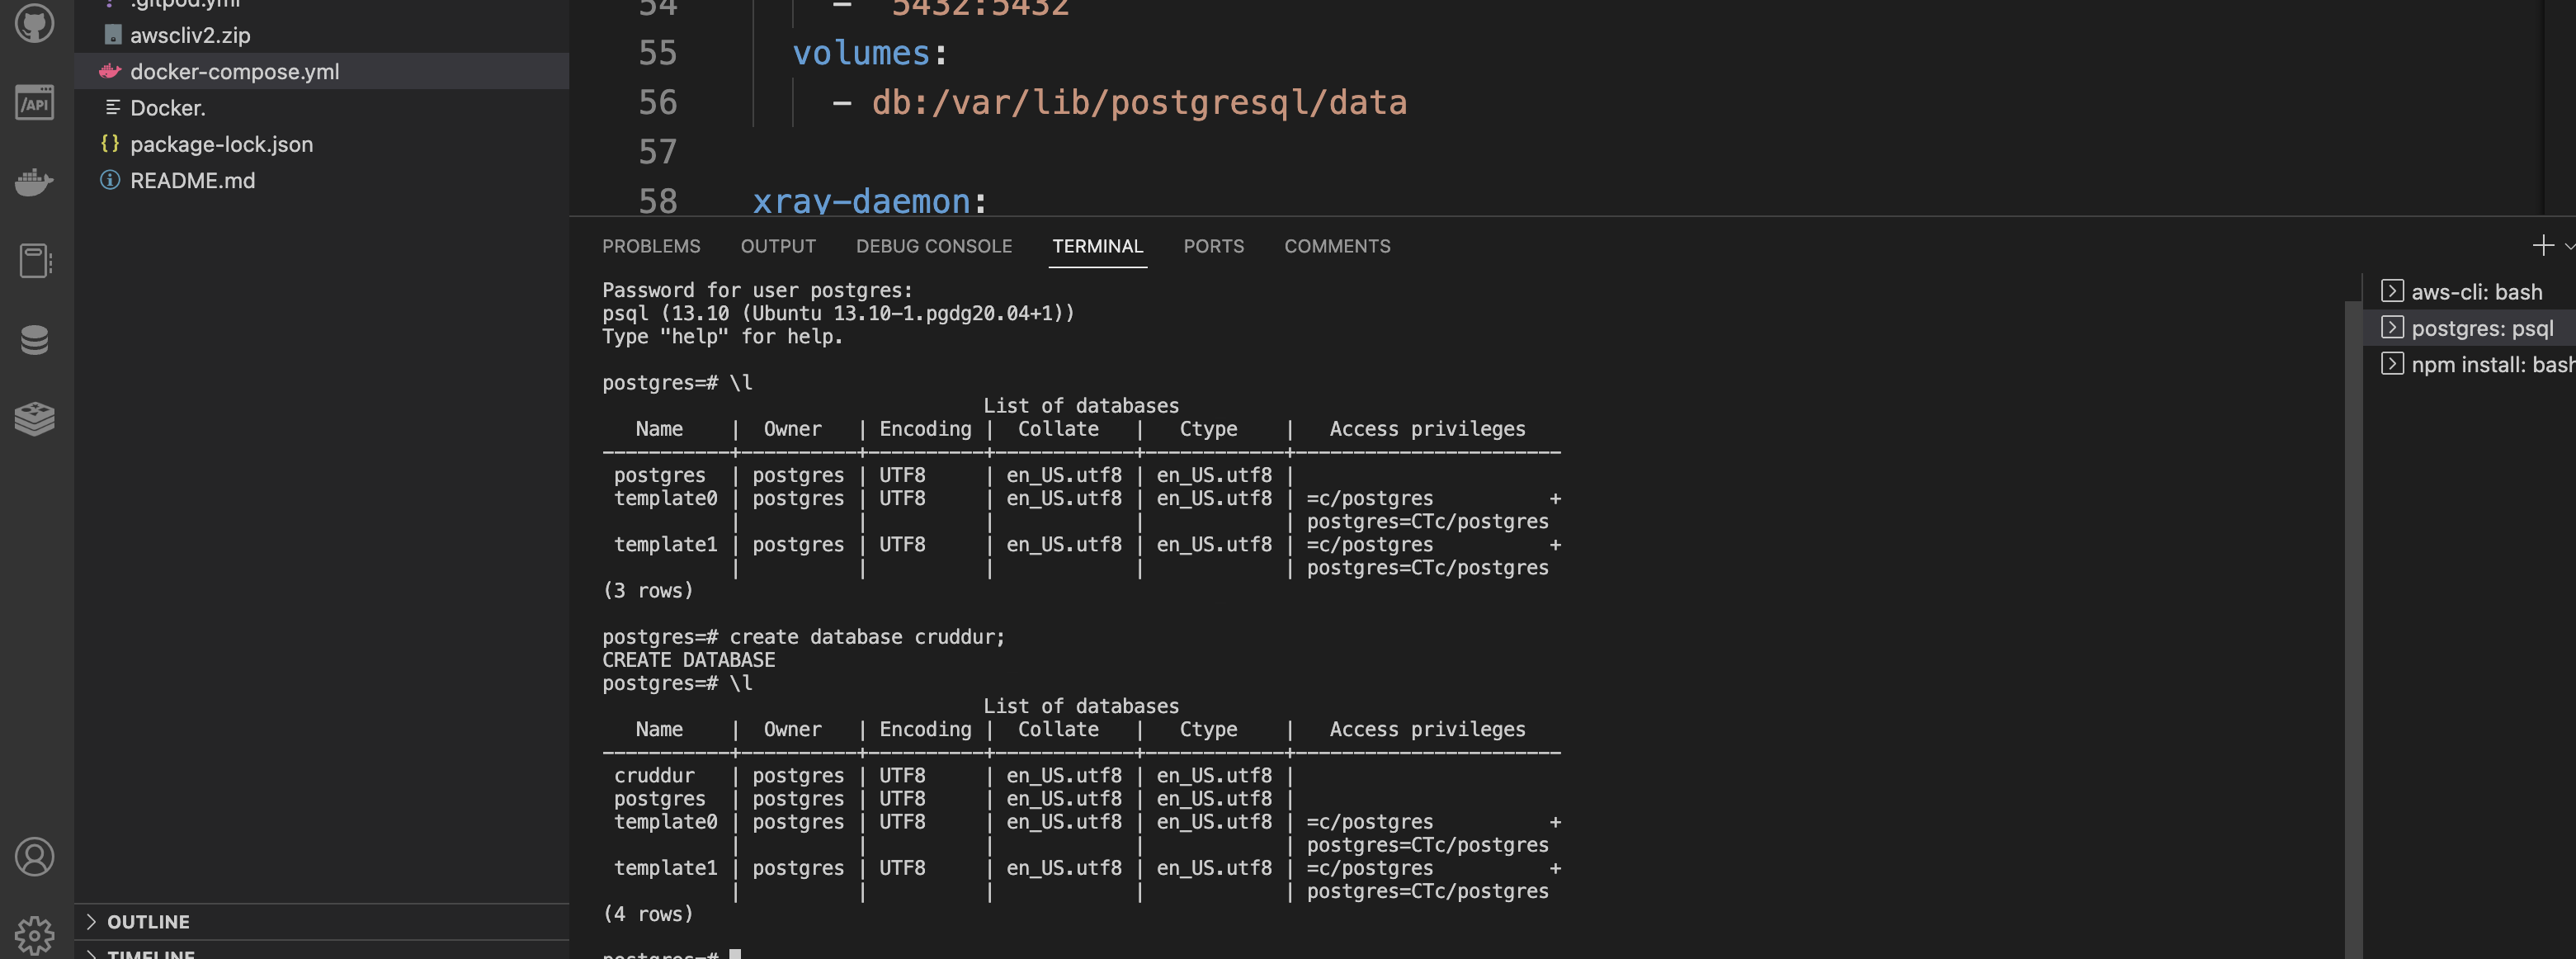 .gitpod.yml
awscliv2.zip
docker-compose.yml
Docker.
package-lock.json
README.md
OUTLINE
TIMELINE
/API
54 - 5432:5432
55 volumes:
56 - db:/var/lib/postgresql/data
57
58 xray-daemon:
PROBLEMS OUTPUT DEBUG CONSOLE TERMINAL PORTS COMMENTS
Password for user postgres:
psql (13.10 (Ubuntu 13.10-1.pgdg20.04+1))
Type "help" for help.
postgres=# \l
List of databases
Name | Owner | Encoding | Collate | Ctype | Access privileges
-----------+----------+----------+------------+------------+-----------------------
postgres | postgres | UTF8 | en_US.utf8 | en_US.utf8 |
template0 | postgres | UTF8 | en_US.utf8 | en_US.utf8 | =c/postgres +
| | | | | postgres=CTc/postgres
template1 | postgres | UTF8 | en_US.utf8 | en_US.utf8 | =c/postgres +
| | | | | postgres=CTc/postgres
(3 rows)
postgres=# create database cruddur;
CREATE DATABASE
postgres=# \l
List of databases
Name | Owner | Encoding | Collate | Ctype | Access privileges
-----------+----------+----------+------------+------------+-----------------------
cruddur | postgres | UTF8 | en_US.utf8 | en_US.utf8 |
postgres | postgres | UTF8 | en_US.utf8 | en_US.utf8 |
template0 | postgres | UTF8 | en_US.utf8 | en_US.utf8 | =c/postgres +
| | | | | postgres=CTc/postgres
template1 | postgres | UTF8 | en_US.utf8 | en_US.utf8 | =c/postgres +
| | | | | postgres=CTc/postgres
(4 rows)
postgres=#
aws-cli: bash
postgres: psql
npm install: bash